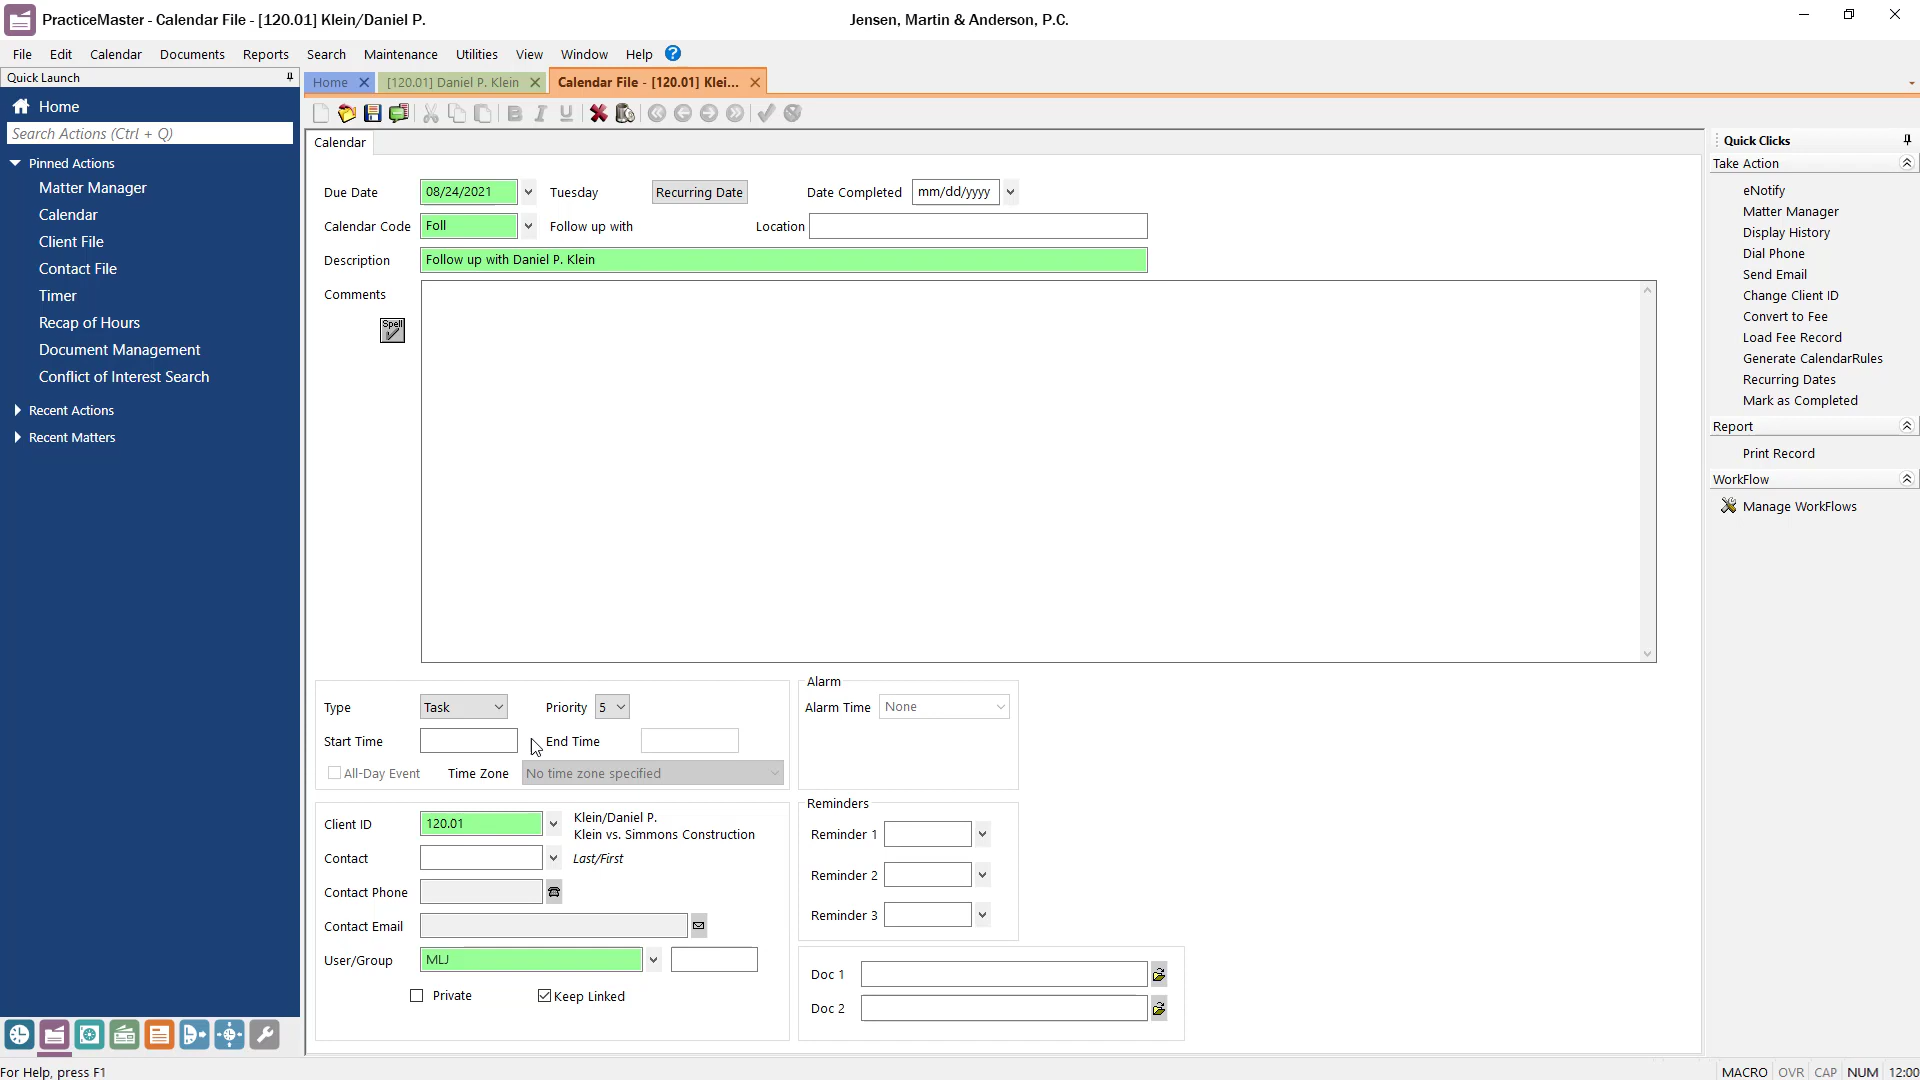 PracticeMaster - Calendar File - [120.01] Klein/Daniel P.
Jensen, Martin & Anderson, P.C.
File Edit Calendar Documents Reports Search Maintenance Utilities View Window Help ?
Quick Launch
Home
Search Actions (Ctrl + Q)
Pinned Actions
Matter Manager
Calendar
Client File
Contact File
Timer
Recap of Hours
Document Management
Conflict of Interest Search
Recent Actions
Recent Matters
Home
[120.01] Daniel P. Klein
Calendar File - [120.01] Klei...
B I U
Calendar
Due Date 08/24/2021 Tuesday Recurring Date Date Completed mm/dd/yyyy
Calendar Code Foll Follow up with Location
Description Follow up with Daniel P. Klein
Comments
Spell
Type Task Priority 5
Start Time End Time
All-Day Event Time Zone No time zone specified
Alarm
Alarm Time None
Client ID 120.01 Klein/Daniel P.
Klein vs. Simmons Construction
Contact Last/First
Contact Phone
Contact Email
User/Group MLJ
Private Keep Linked
Reminders
Reminder 1
Reminder 2
Reminder 3
Doc 1
Doc 2
Quick Clicks
Take Action
eNotify
Matter Manager
Display History
Dial Phone
Send Email
Change Client ID
Convert to Fee
Load Fee Record
Generate CalendarRules
Recurring Dates
Mark as Completed
Report
Print Record
WorkFlow
Manage WorkFlows
For Help, press F1
MACRO OVR CAP NUM 12:00